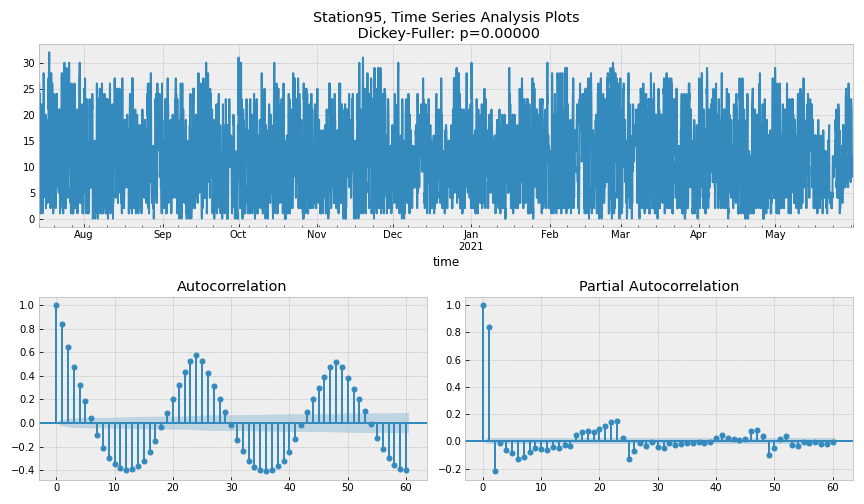 Station95, Time Series Analysis Plots
Dickey-Fuller: p=0.00000
30
25
20
15
10
5
0
Aug Sep Oct Nov Dec Jan Feb Mar Apr May
2021
time
Autocorrelation
1.0
0.8
0.6
0.4
0.2
0.0
−0.2
−0.4
0 10 20 30 40 50 60
Partial Autocorrelation
1.0
0.8
0.6
0.4
0.2
0.0
−0.2
0 10 20 30 40 50 60